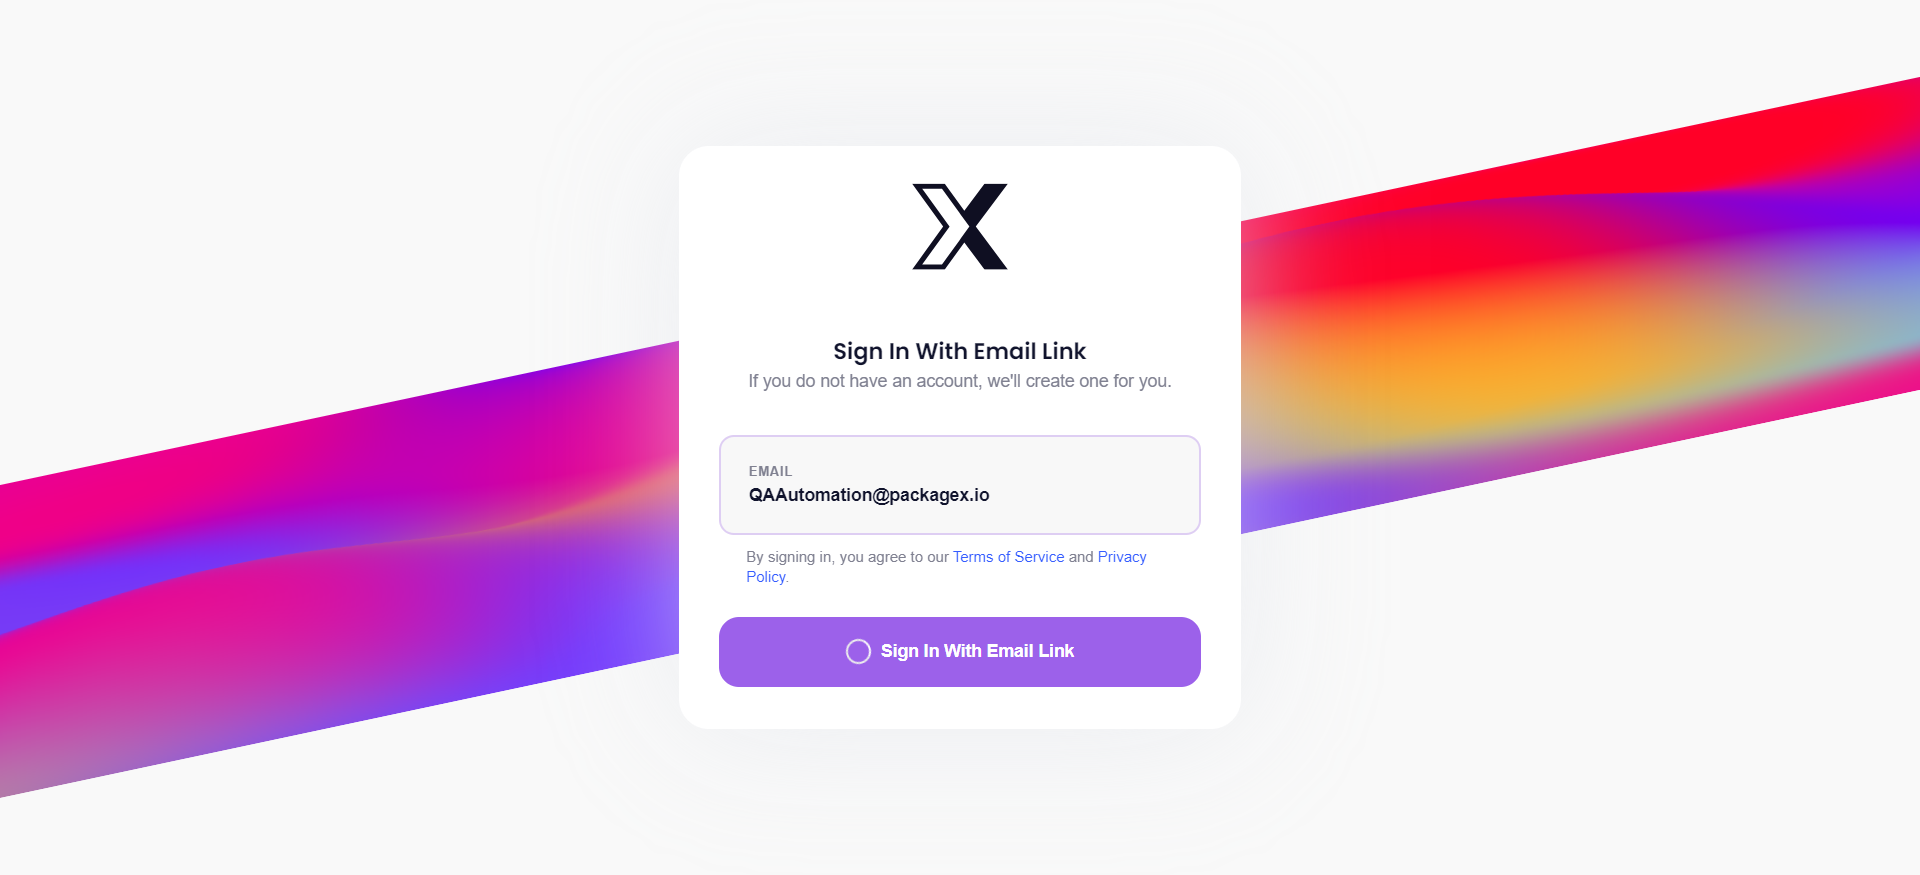 Sign In With Email Link
If you do not have an account, we'll create one for you.
EMAIL
QAAutomation@packagex.io
By signing in, you agree to our Terms of Service and Privacy
Policy.
Sign In With Email Link